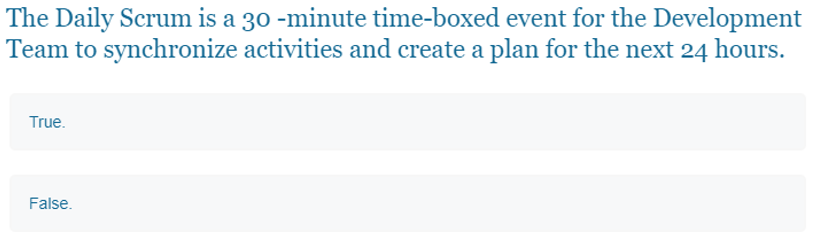 The Daily Scrum is a 30 -minute time-boxed event for the Development
Team to synchronize activities and create a plan for the next 24 hours.
True.
False.